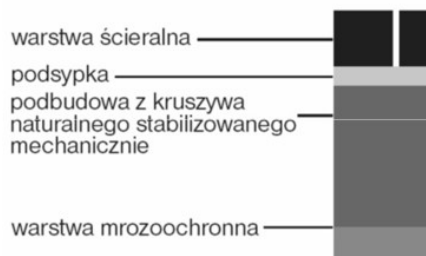 warstwa ścieralna
podsypka
podbudowa z kruszywa
naturalnego stabilizowanego
mechanicznie
warstwa mrozoochronna